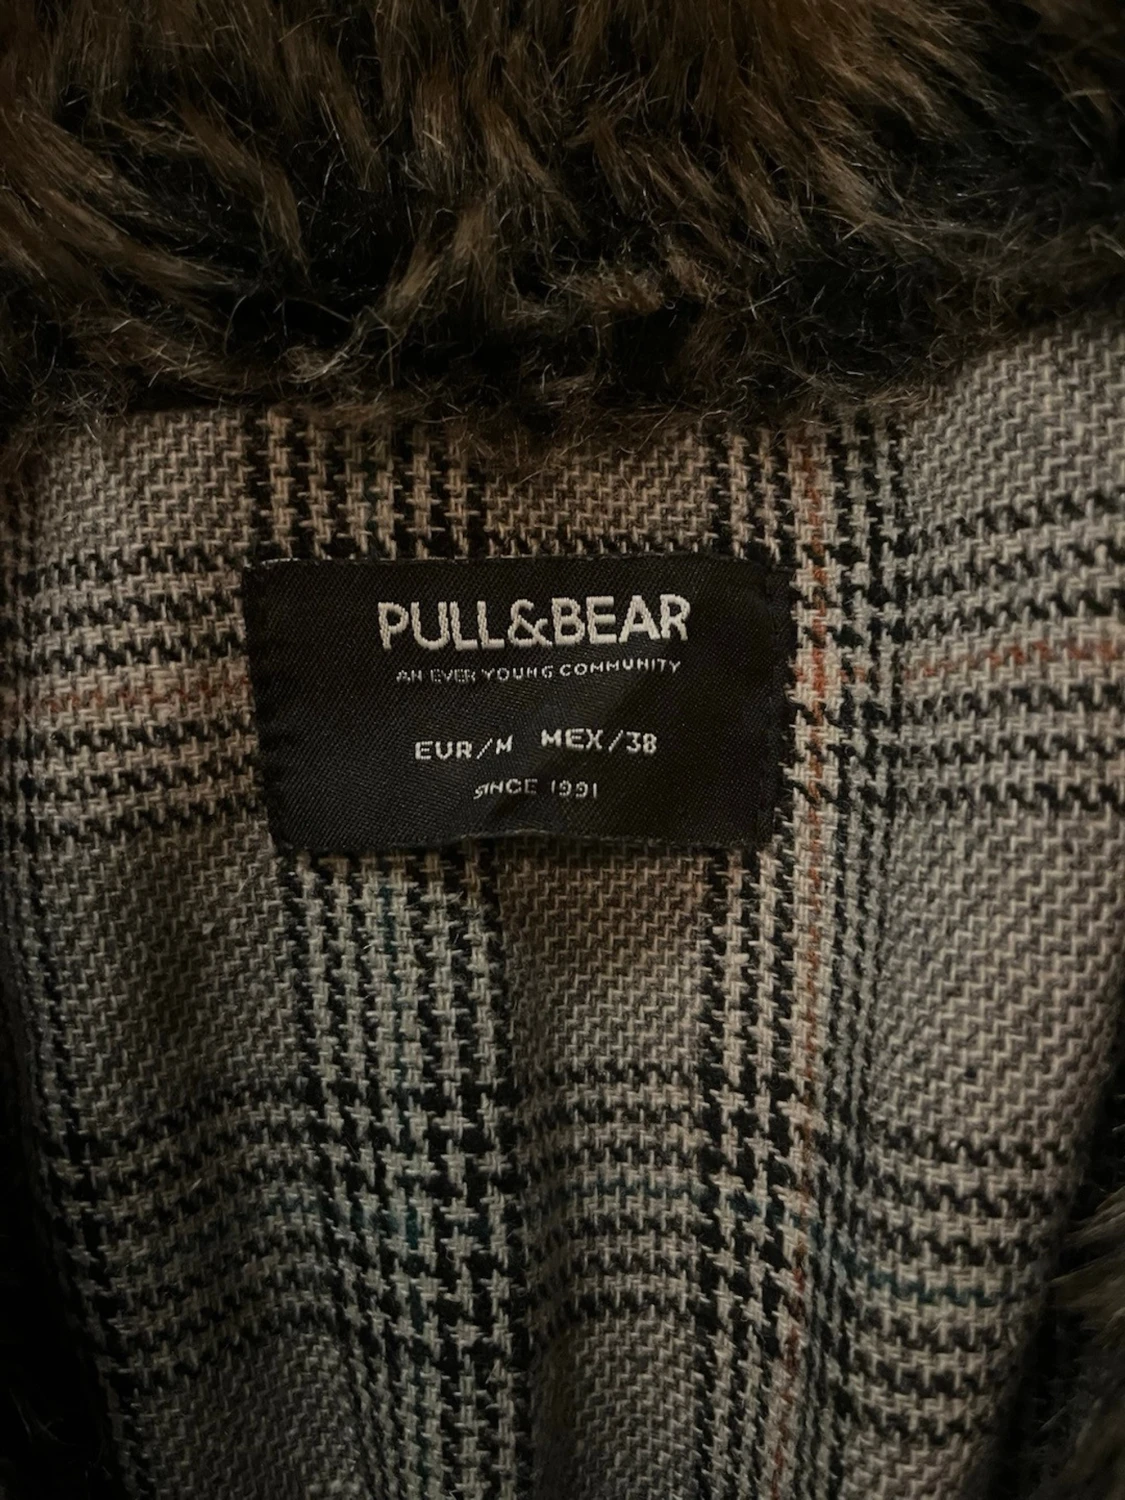 PULL&BEAR
AN EVER YOUNG COMMUNITY
EUR/M MEX/38
SINCE 1991